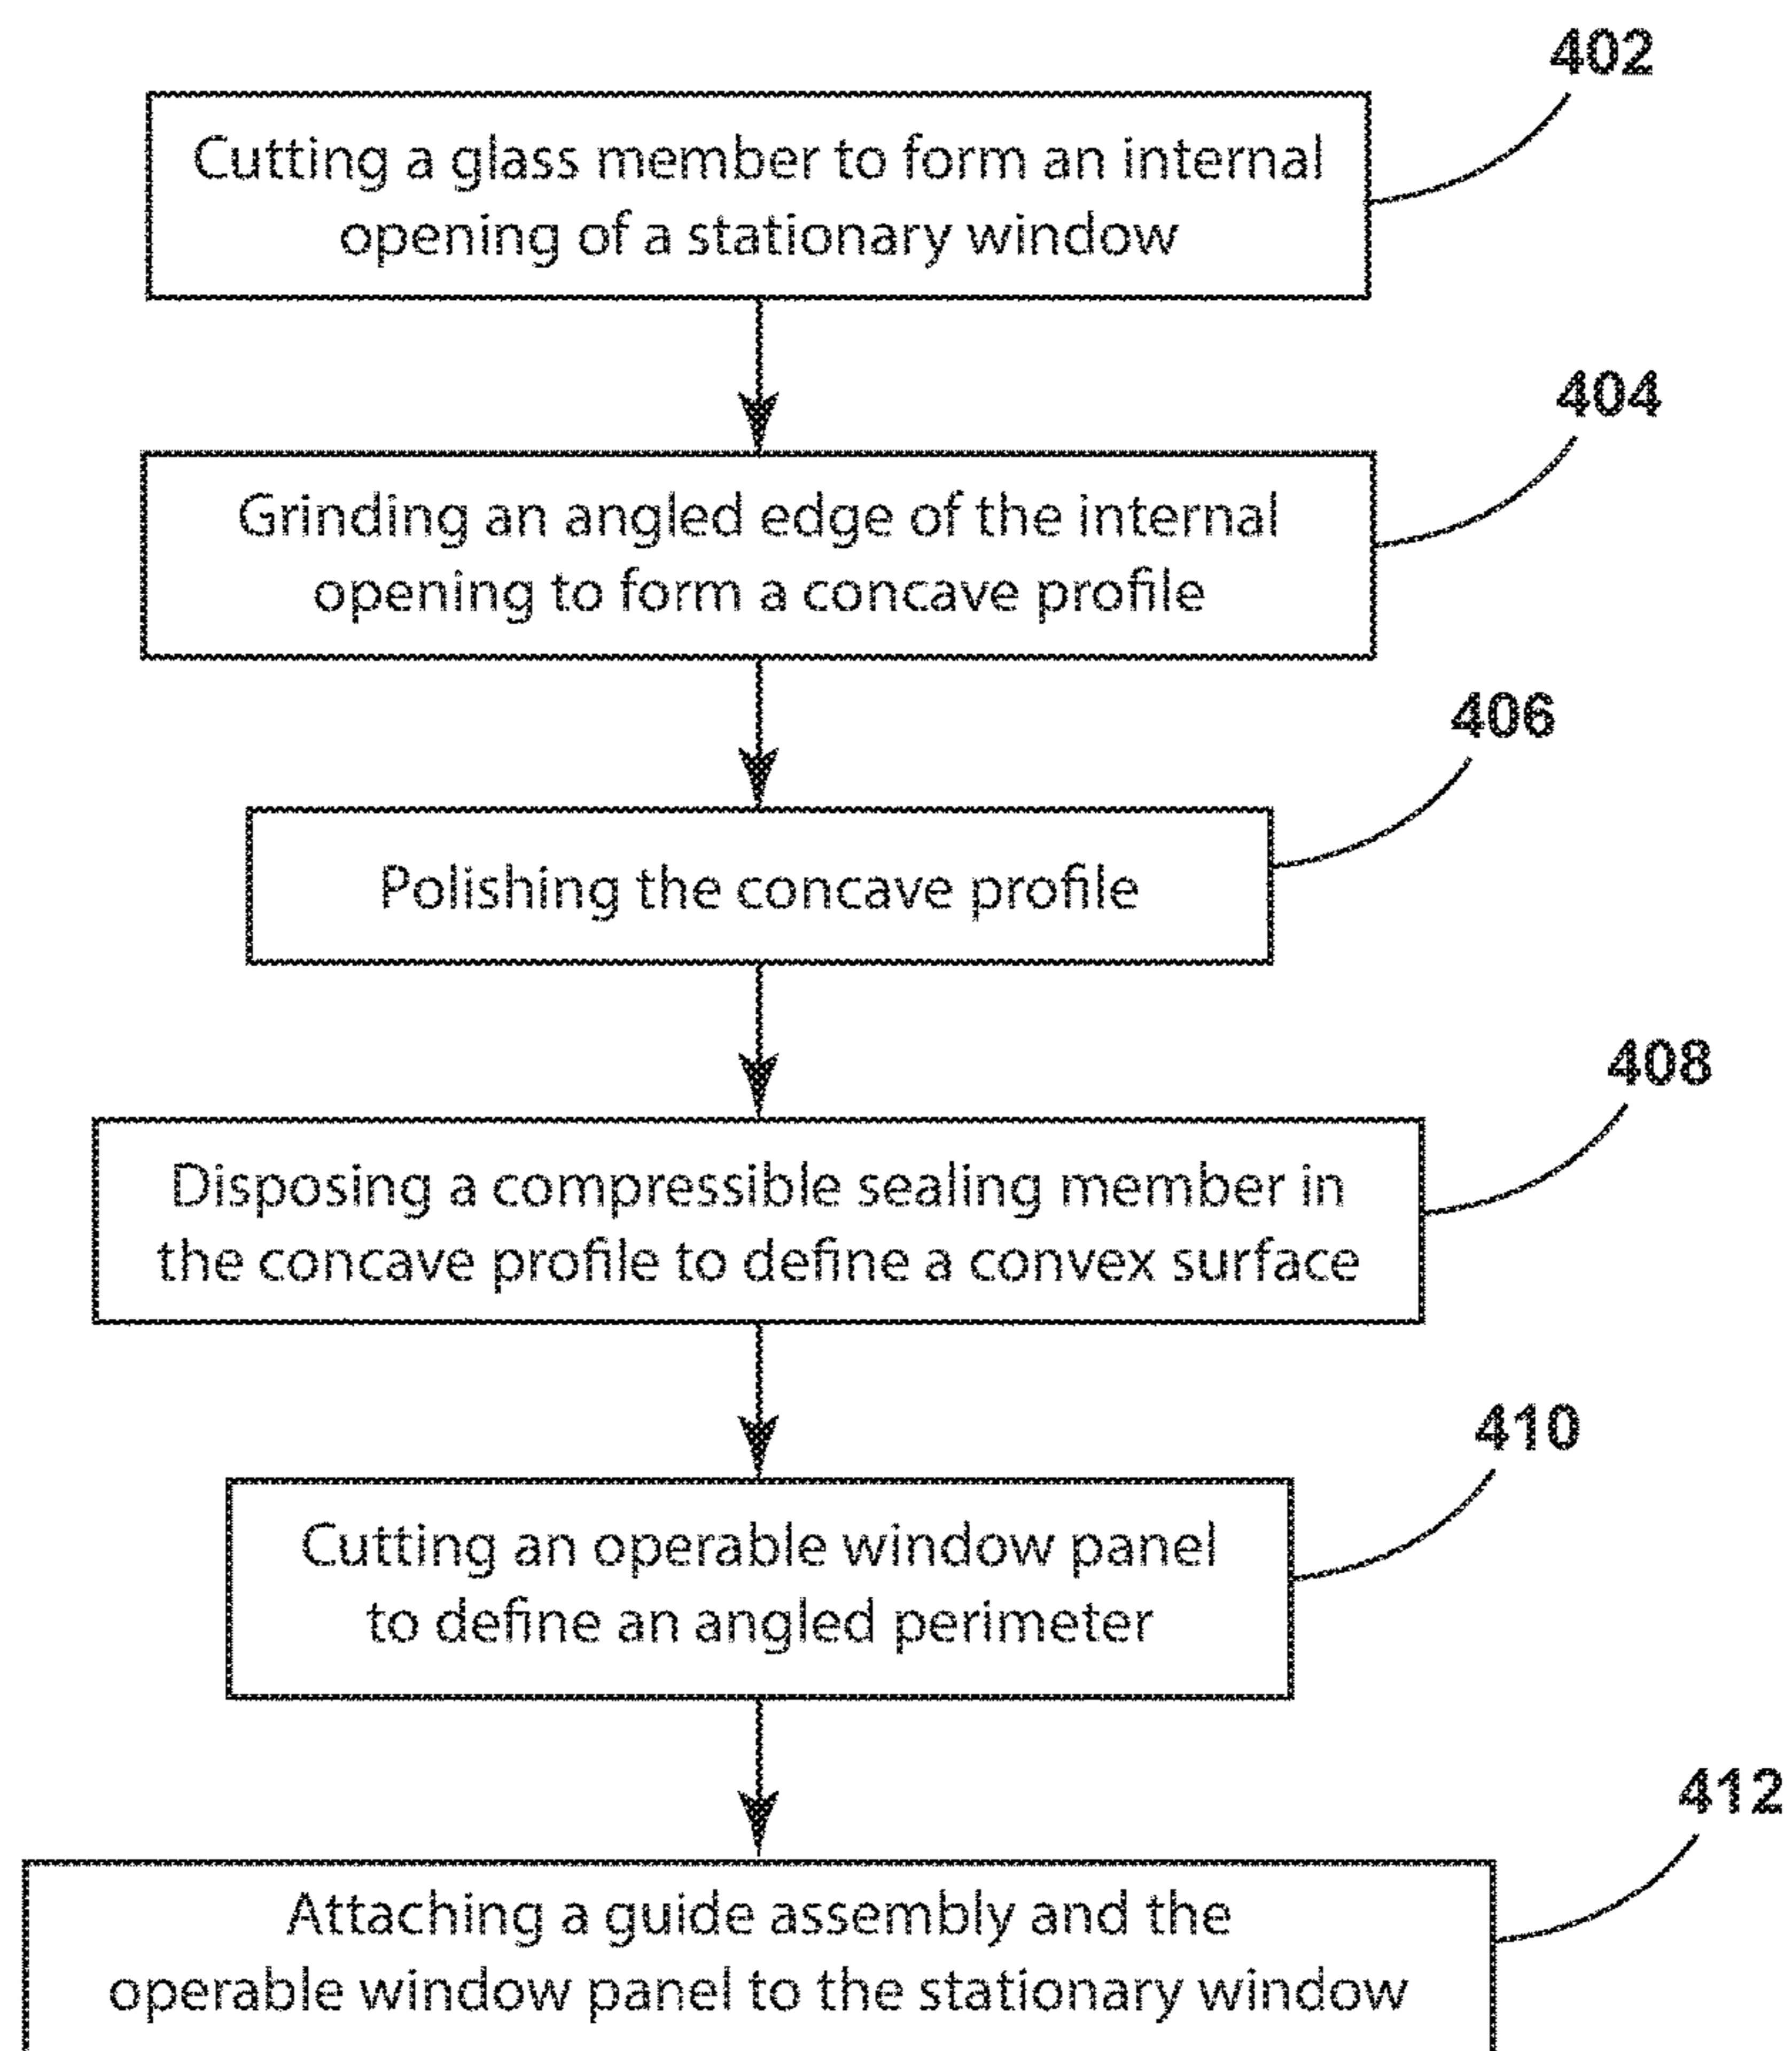 402
Cutting a glass member to form an internal
opening of a stationary window
404
Grinding an angled edge of the internal
opening to form a concave profile
406
Polishing the concave profile
408
Disposing a compressible sealing member in
the concave profile to define a convex surface
410
Cutting an operable window panel
to define an angled perimeter
412
Attaching a guide assembly and the
operable window panel to the stationary window